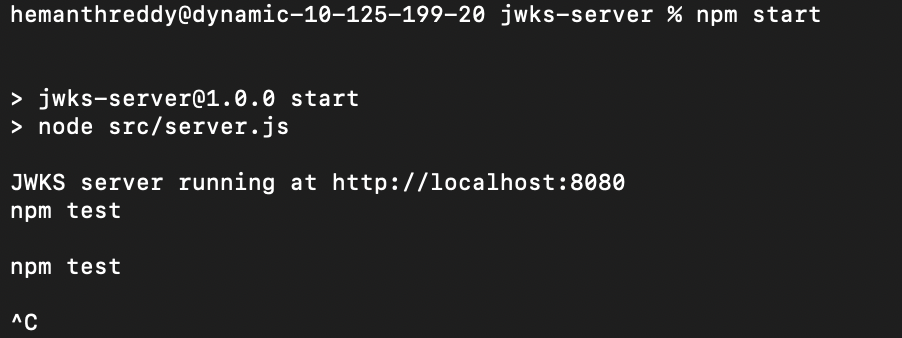 hemanthreddy@dynamic-10-125-199-20 jwks-server % npm start
> jwks-server@1.0.0 start
> node src/server.js
JWKS server running at http://localhost:8080
npm test
npm test
^C